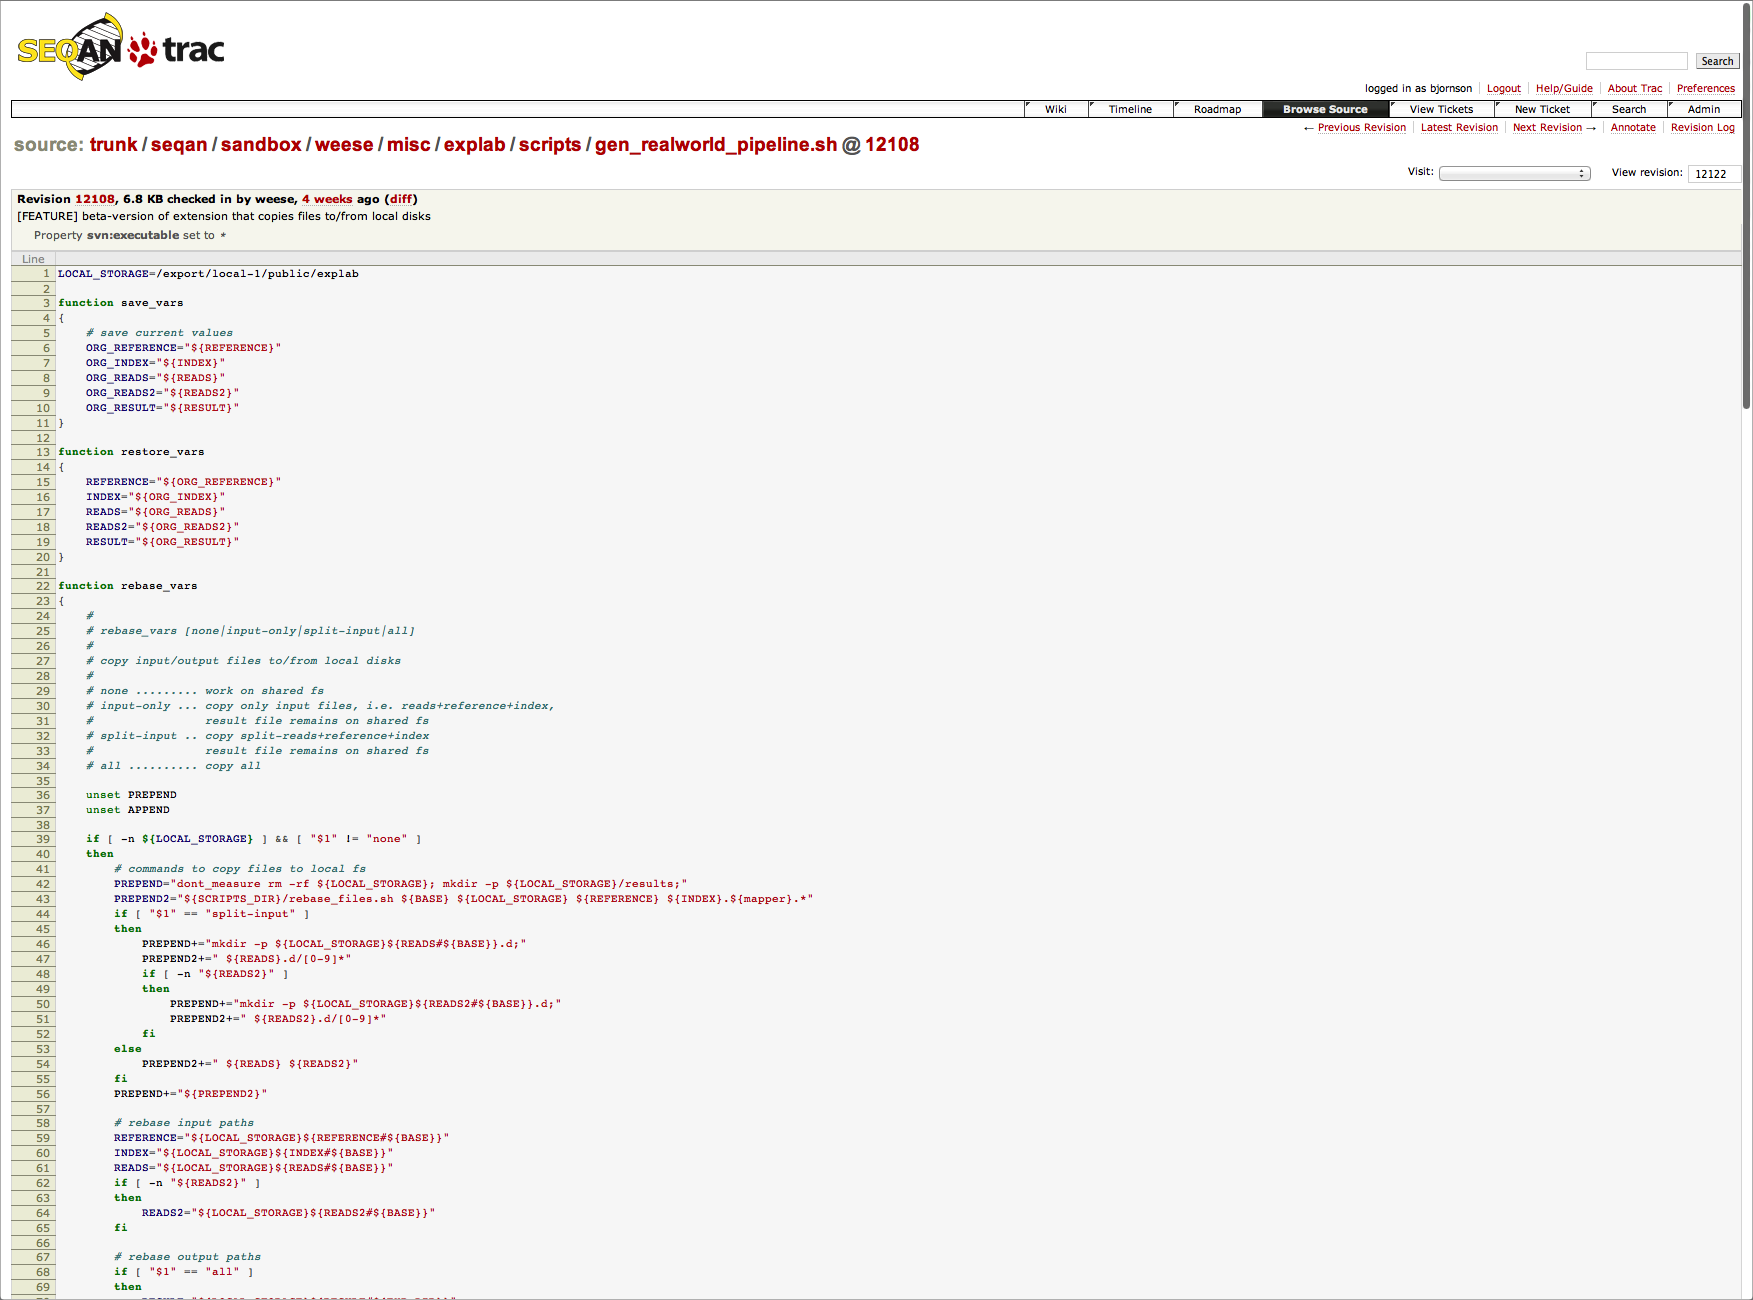 SEQAN trac
Search
logged in as bjornson Logout Help/Guide About Trac Preferences
Wiki Timeline Roadmap Browse Source View Tickets New Ticket Search Admin
← Previous Revision Latest Revision Next Revision → Annotate Revision Log
source: trunk / seqan / sandbox / weese / misc / explab / scripts / gen_realworld_pipeline.sh @ 12108
Visit: View revision: 12122
Revision 12108, 6.8 KB checked in by weese, 4 weeks ago (diff)
[FEATURE] beta-version of extension that copies files to/from local disks
Property svn:executable set to *
Line
1 LOCAL_STORAGE=/export/local-1/public/explab
2
3 function save_vars
4 {
5     # save current values
6     ORG_REFERENCE="${REFERENCE}"
7     ORG_INDEX="${INDEX}"
8     ORG_READS="${READS}"
9     ORG_READS2="${READS2}"
10     ORG_RESULT="${RESULT}"
11 }
12
13 function restore_vars
14 {
15     REFERENCE="${ORG_REFERENCE}"
16     INDEX="${ORG_INDEX}"
17     READS="${ORG_READS}"
18     READS2="${ORG_READS2}"
19     RESULT="${ORG_RESULT}"
20 }
21
22 function rebase_vars
23 {
24     #
25     # rebase_vars [none|input-only|split-input|all]
26     #
27     # copy input/output files to/from local disks
28     #
29     # none ......... work on shared fs
30     # input-only ... copy only input files, i.e. reads+reference+index,
31     #                result file remains on shared fs
32     # split-input .. copy split-reads+reference+index
33     #                result file remains on shared fs
34     # all .......... copy all
35
36     unset PREPEND
37     unset APPEND
38
39     if [ -n ${LOCAL_STORAGE} ] && [ "$1" != "none" ]
40     then
41         # commands to copy files to local fs
42         PREPEND="dont_measure rm -rf ${LOCAL_STORAGE}; mkdir -p ${LOCAL_STORAGE}/results;"
43         PREPEND2="${SCRIPTS_DIR}/rebase_files.sh ${BASE} ${LOCAL_STORAGE} ${REFERENCE} ${INDEX}.${mapper}.*"
44         if [ "$1" == "split-input" ]
45         then
46             PREPEND+="mkdir -p ${LOCAL_STORAGE}${READS#${BASE}}.d;"
47             PREPEND2+=" ${READS}.d/[0-9]*"
48             if [ -n "${READS2}" ]
49             then
50                 PREPEND+="mkdir -p ${LOCAL_STORAGE}${READS2#${BASE}}.d;"
51                 PREPEND2+=" ${READS2}.d/[0-9]*"
52             fi
53         else
54             PREPEND2+=" ${READS} ${READS2}"
55         fi
56         PREPEND+="${PREPEND2}"
57
58         # rebase input paths
59         REFERENCE="${LOCAL_STORAGE}${REFERENCE#${BASE}}"
60         INDEX="${LOCAL_STORAGE}${INDEX#${BASE}}"
61         READS="${LOCAL_STORAGE}${READS#${BASE}}"
62         if [ -n "${READS2}" ]
63         then
64             READS2="${LOCAL_STORAGE}${READS2#${BASE}}"
65         fi
66
67         # rebase output paths
68         if [ "$1" == "all" ]
69         then